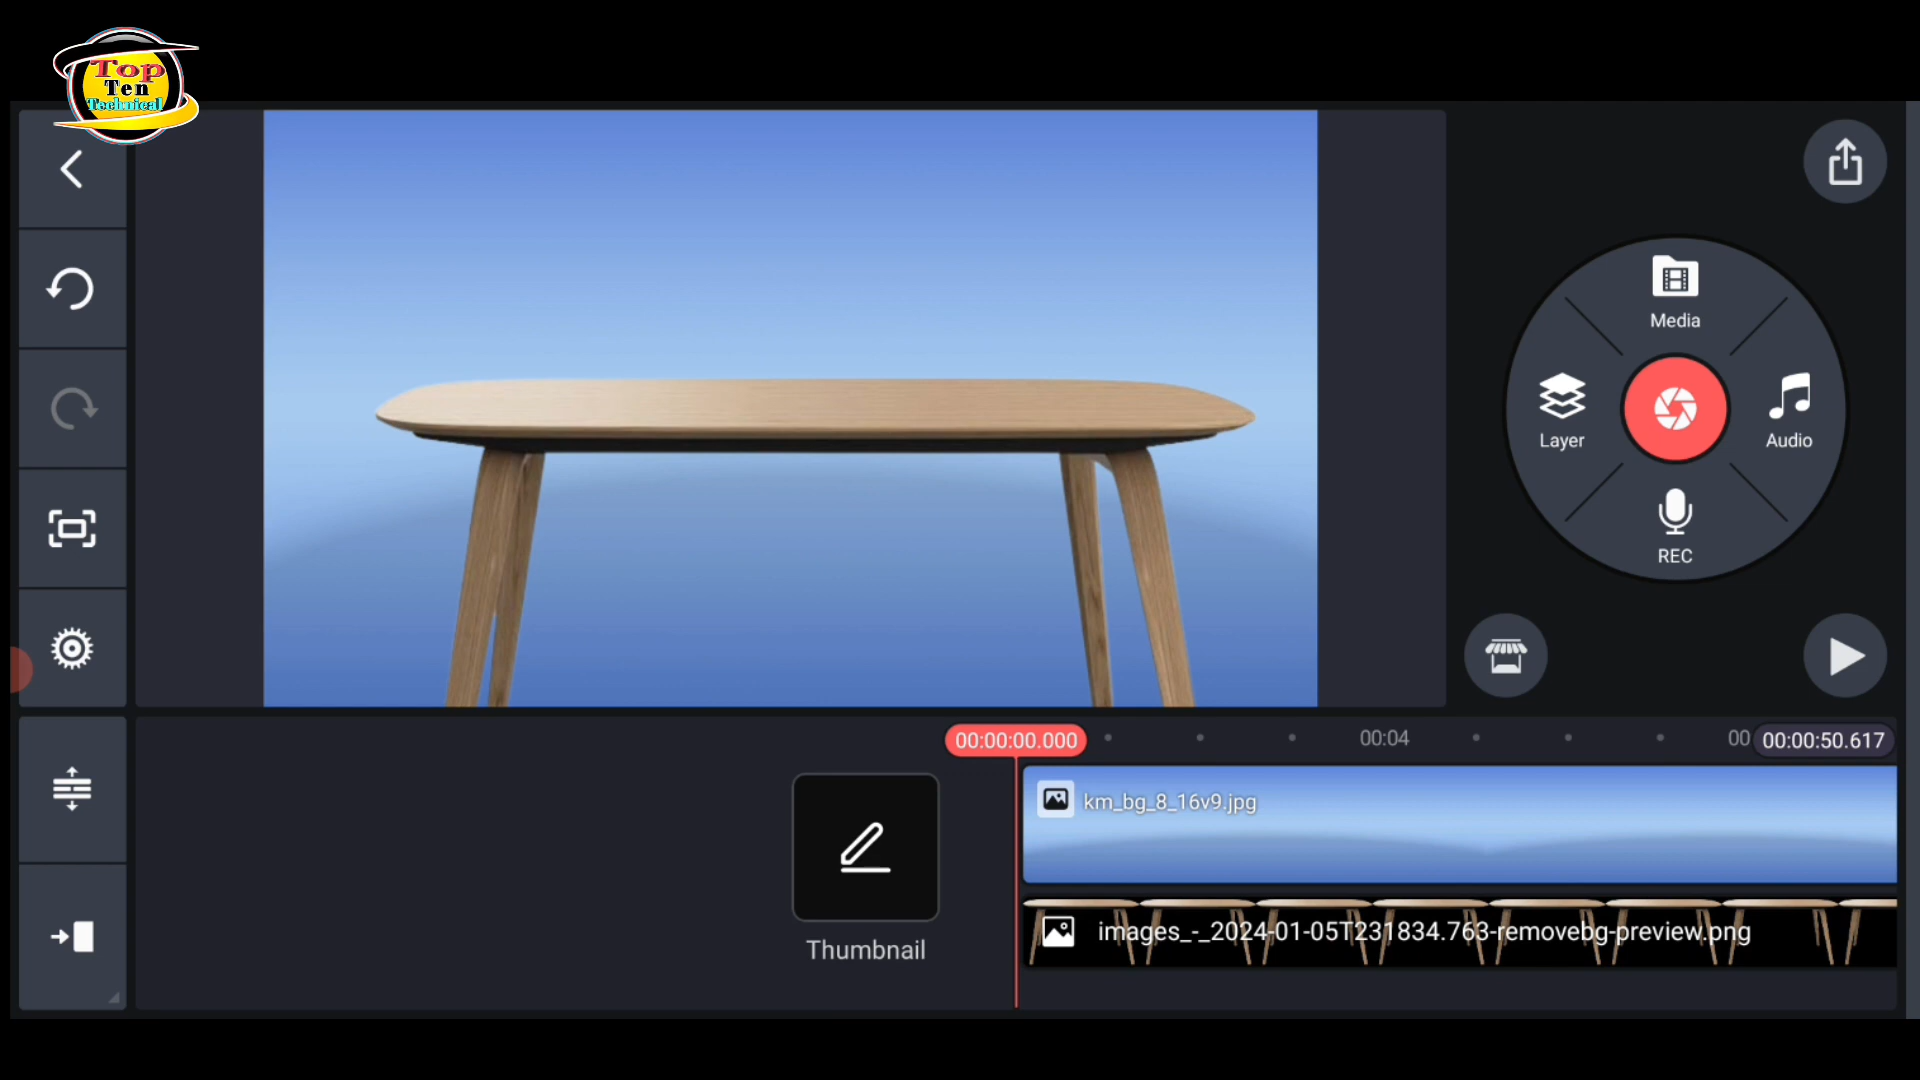 Top
Ten
Technical
Media
Layer
Audio
REC
00:00:00.000
00:04
00
00:00:50.617
km_bg_8_16v9.jpg
images_-_2024-01-05T231834.763-removebg-preview.png
Thumbnail